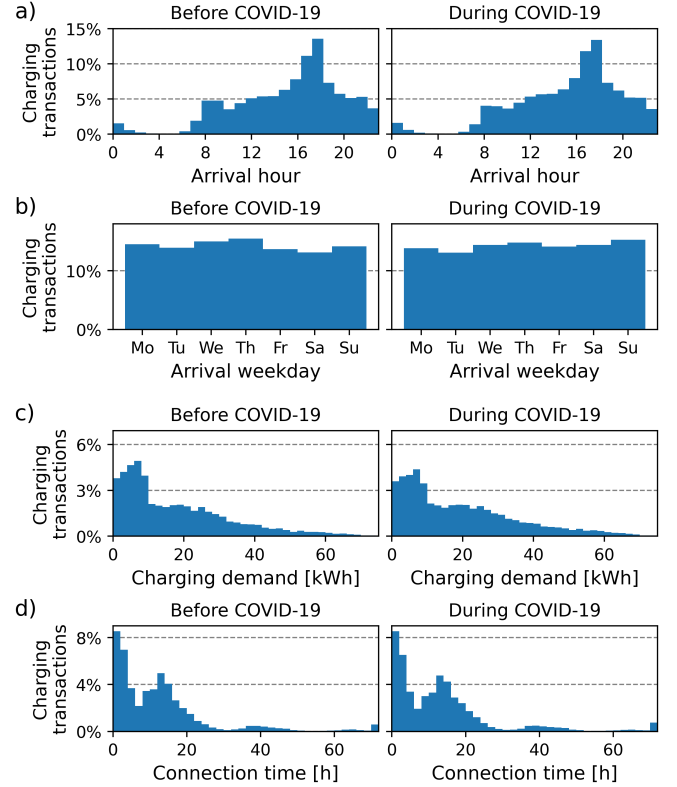 a)
Before COVID-19
During COVID-19
Charging
transactions
15%
10%
5%
0%
0 4 8 12 16 20
0 4 8 12 16 20
Arrival hour
Arrival hour
b)
Before COVID-19
During COVID-19
Charging
transactions
10%
0%
Mo Tu We Th Fr Sa Su
Mo Tu We Th Fr Sa Su
Arrival weekday
Arrival weekday
c)
Before COVID-19
During COVID-19
Charging
transactions
6%
3%
0%
0 20 40 60
0 20 40 60
Charging demand [kWh]
Charging demand [kWh]
d)
Before COVID-19
During COVID-19
Charging
transactions
8%
4%
0%
0 20 40 60
0 20 40 60
Connection time [h]
Connection time [h]